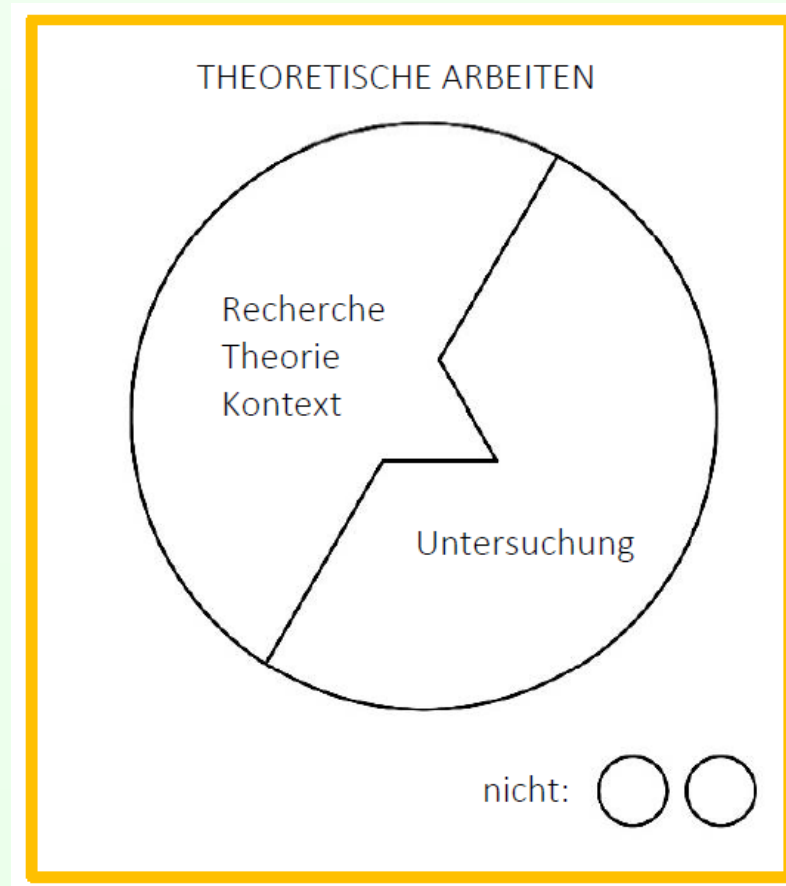 THEORETISCHE ARBEITEN
Recherche
Theorie
Kontext
Untersuchung
nicht: